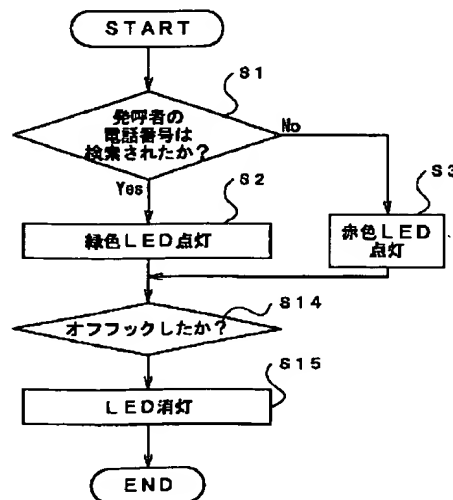 START
S1
発呼者の
電話番号は
検索されたか?
No
Yes
S2
S3
緑色LED点灯
赤色LED
点灯
オフフックしたか?
S14
S15
LED消灯
END